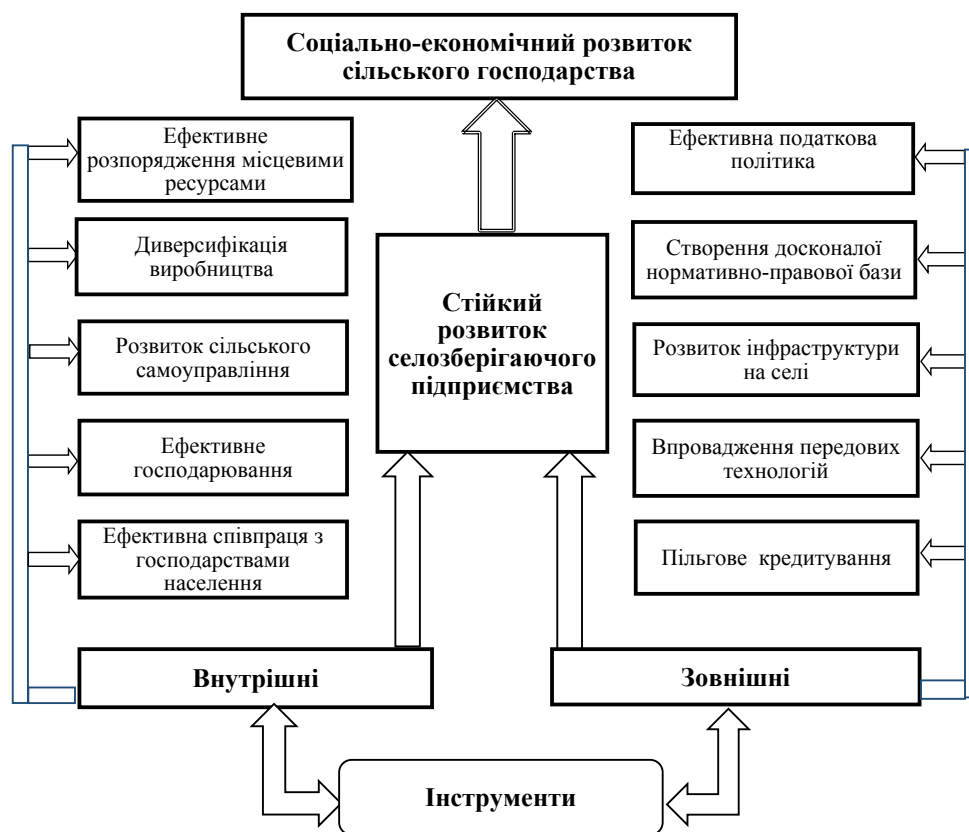 Соціально-економічний розвиток
сільського господарства
Ефективне
розпорядження місцевими
ресурсами
Диверсифікація
виробництва
Розвиток сільського
самоуправління
Ефективне
господарювання
Ефективна співпраця з
господарствами
населення
Стійкий
розвиток
селозберігаючого
підприємства
Ефективна податкова
політика
Створення досконалої
нормативно-правової бази
Розвиток інфраструктури
на селі
Впровадження передових
технологій
Пільгове кредитування
Внутрішні
Зовнішні
Інструменти